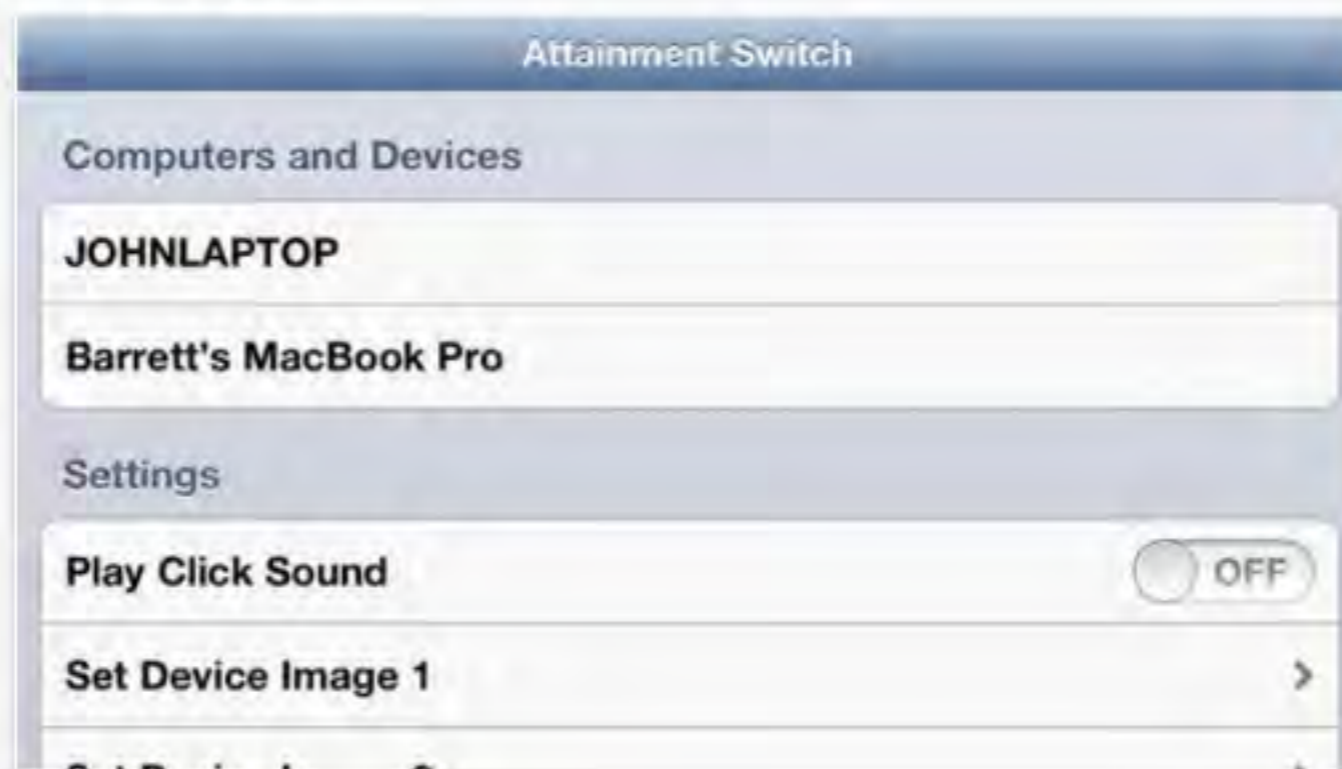 Attainment Switch
Computers and Devices
JOHNLAPTOP
Barrett's MacBook Pro
Settings
Play Click Sound
OFF
Set Device Image 1